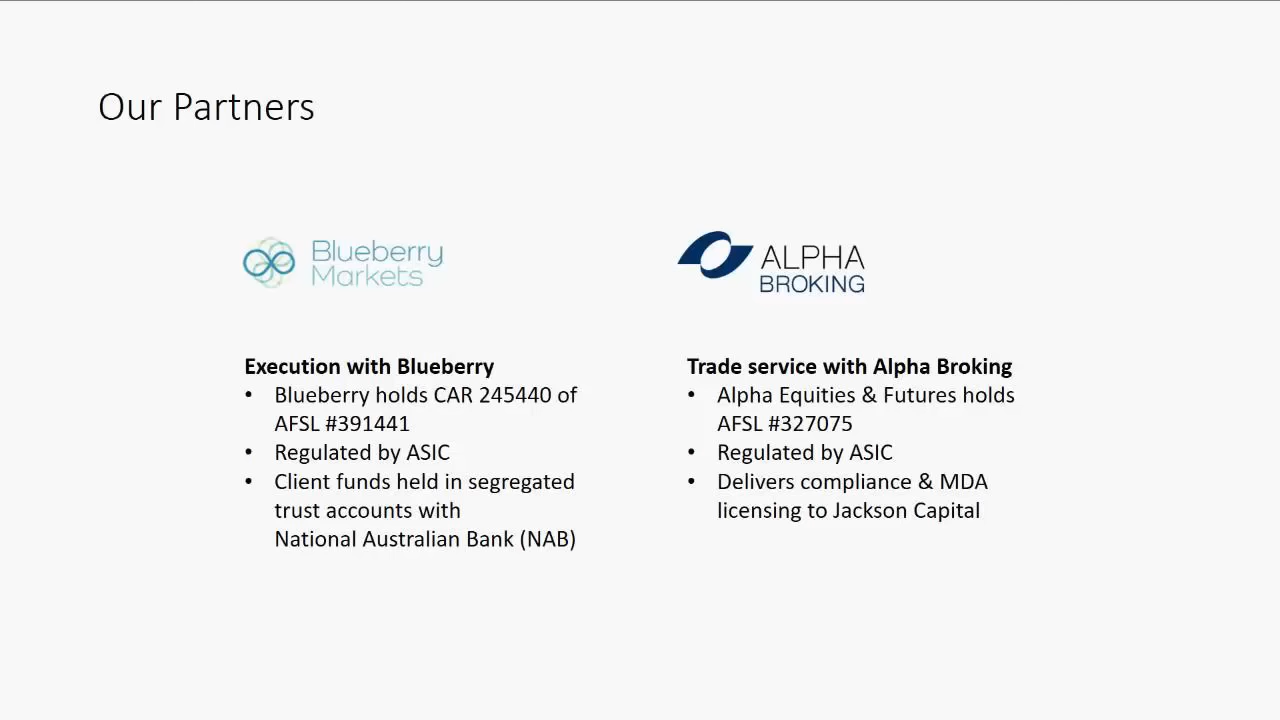 Our Partners
Blueberry
Markets
Execution with Blueberry
• Blueberry holds CAR 245440 of
AFSL #391441
• Regulated by ASIC
• Client funds held in segregated
trust accounts with
National Australian Bank (NAB)
ALPHA
BROKING
Trade service with Alpha Broking
• Alpha Equities & Futures holds
AFSL #327075
• Regulated by ASIC
• Delivers compliance & MDA
licensing to Jackson Capital